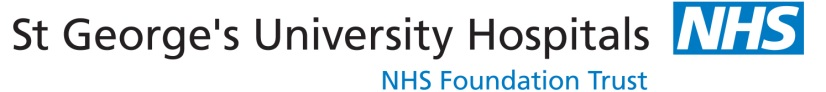 St George's University Hospitals NHS
NHS Foundation Trust